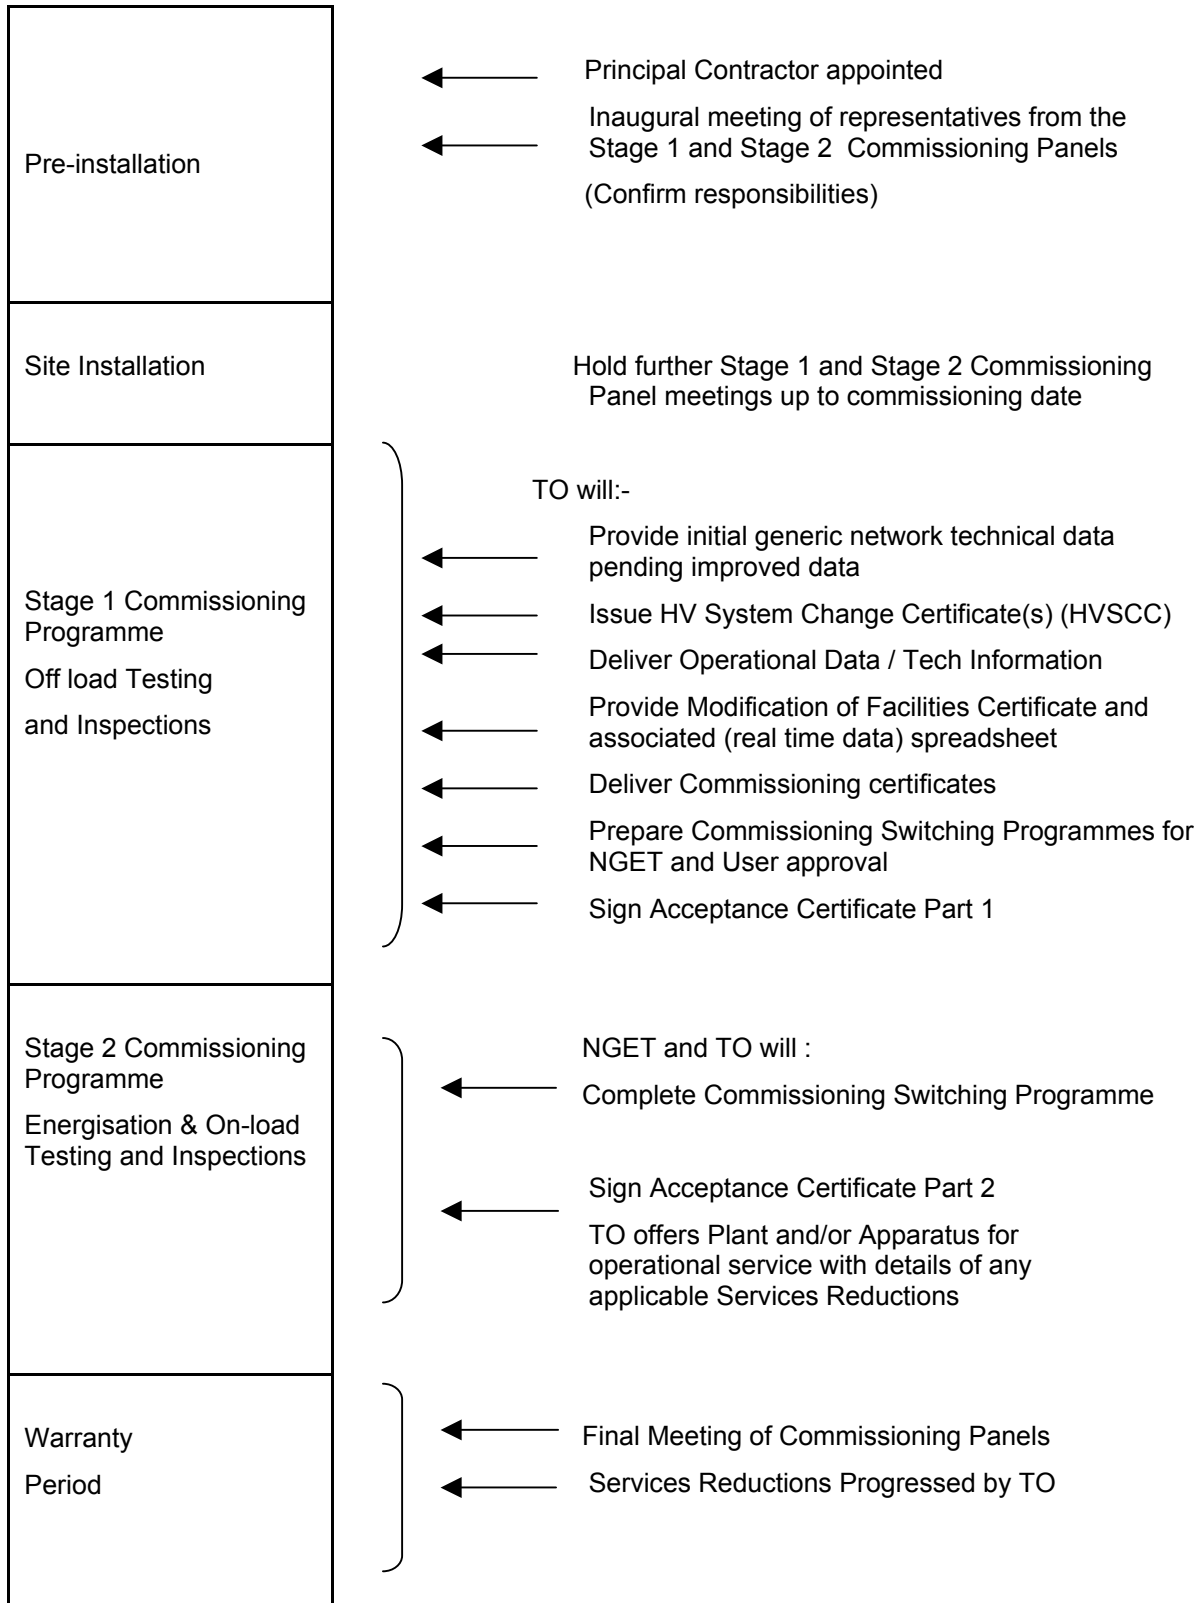 Pre-installation
Principal Contractor appointed
Inaugural meeting of representatives from the
Stage 1 and Stage 2 Commissioning Panels
(Confirm responsibilities)
Site Installation
Hold further Stage 1 and Stage 2 Commissioning
Panel meetings up to commissioning date
Stage 1 Commissioning
Programme
Off load Testing
and Inspections
TO will:-
Provide initial generic network technical data
pending improved data
Issue HV System Change Certificate(s) (HVSCC)
Deliver Operational Data / Tech Information
Provide Modification of Facilities Certificate and
associated (real time data) spreadsheet
Deliver Commissioning certificates
Prepare Commissioning Switching Programmes for
NGET and User approval
Sign Acceptance Certificate Part 1
Stage 2 Commissioning
Programme
Energisation & On-load
Testing and Inspections
NGET and TO will :
Complete Commissioning Switching Programme
Sign Acceptance Certificate Part 2
TO offers Plant and/or Apparatus for
operational service with details of any
applicable Services Reductions
Warranty
Period
Final Meeting of Commissioning Panels
Services Reductions Progressed by TO